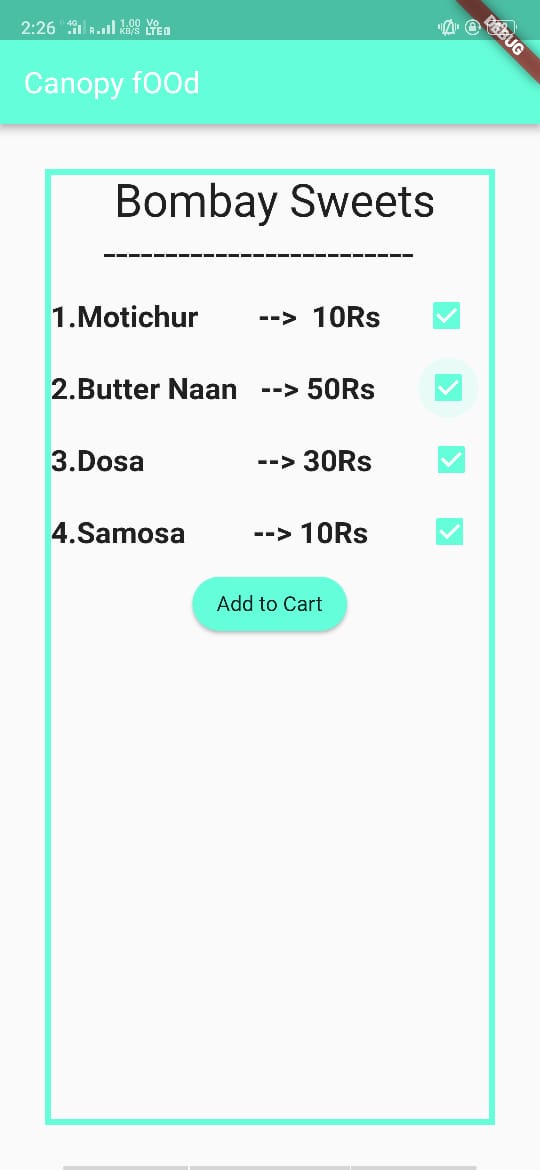 2:26 4G R 1.00 KB/S Vo LTE
DEBUG
Canopy fOOd
Bombay Sweets
-------------------------
1.Motichur --> 10Rs
2.Butter Naan --> 50Rs
3.Dosa --> 30Rs
4.Samosa --> 10Rs
Add to Cart